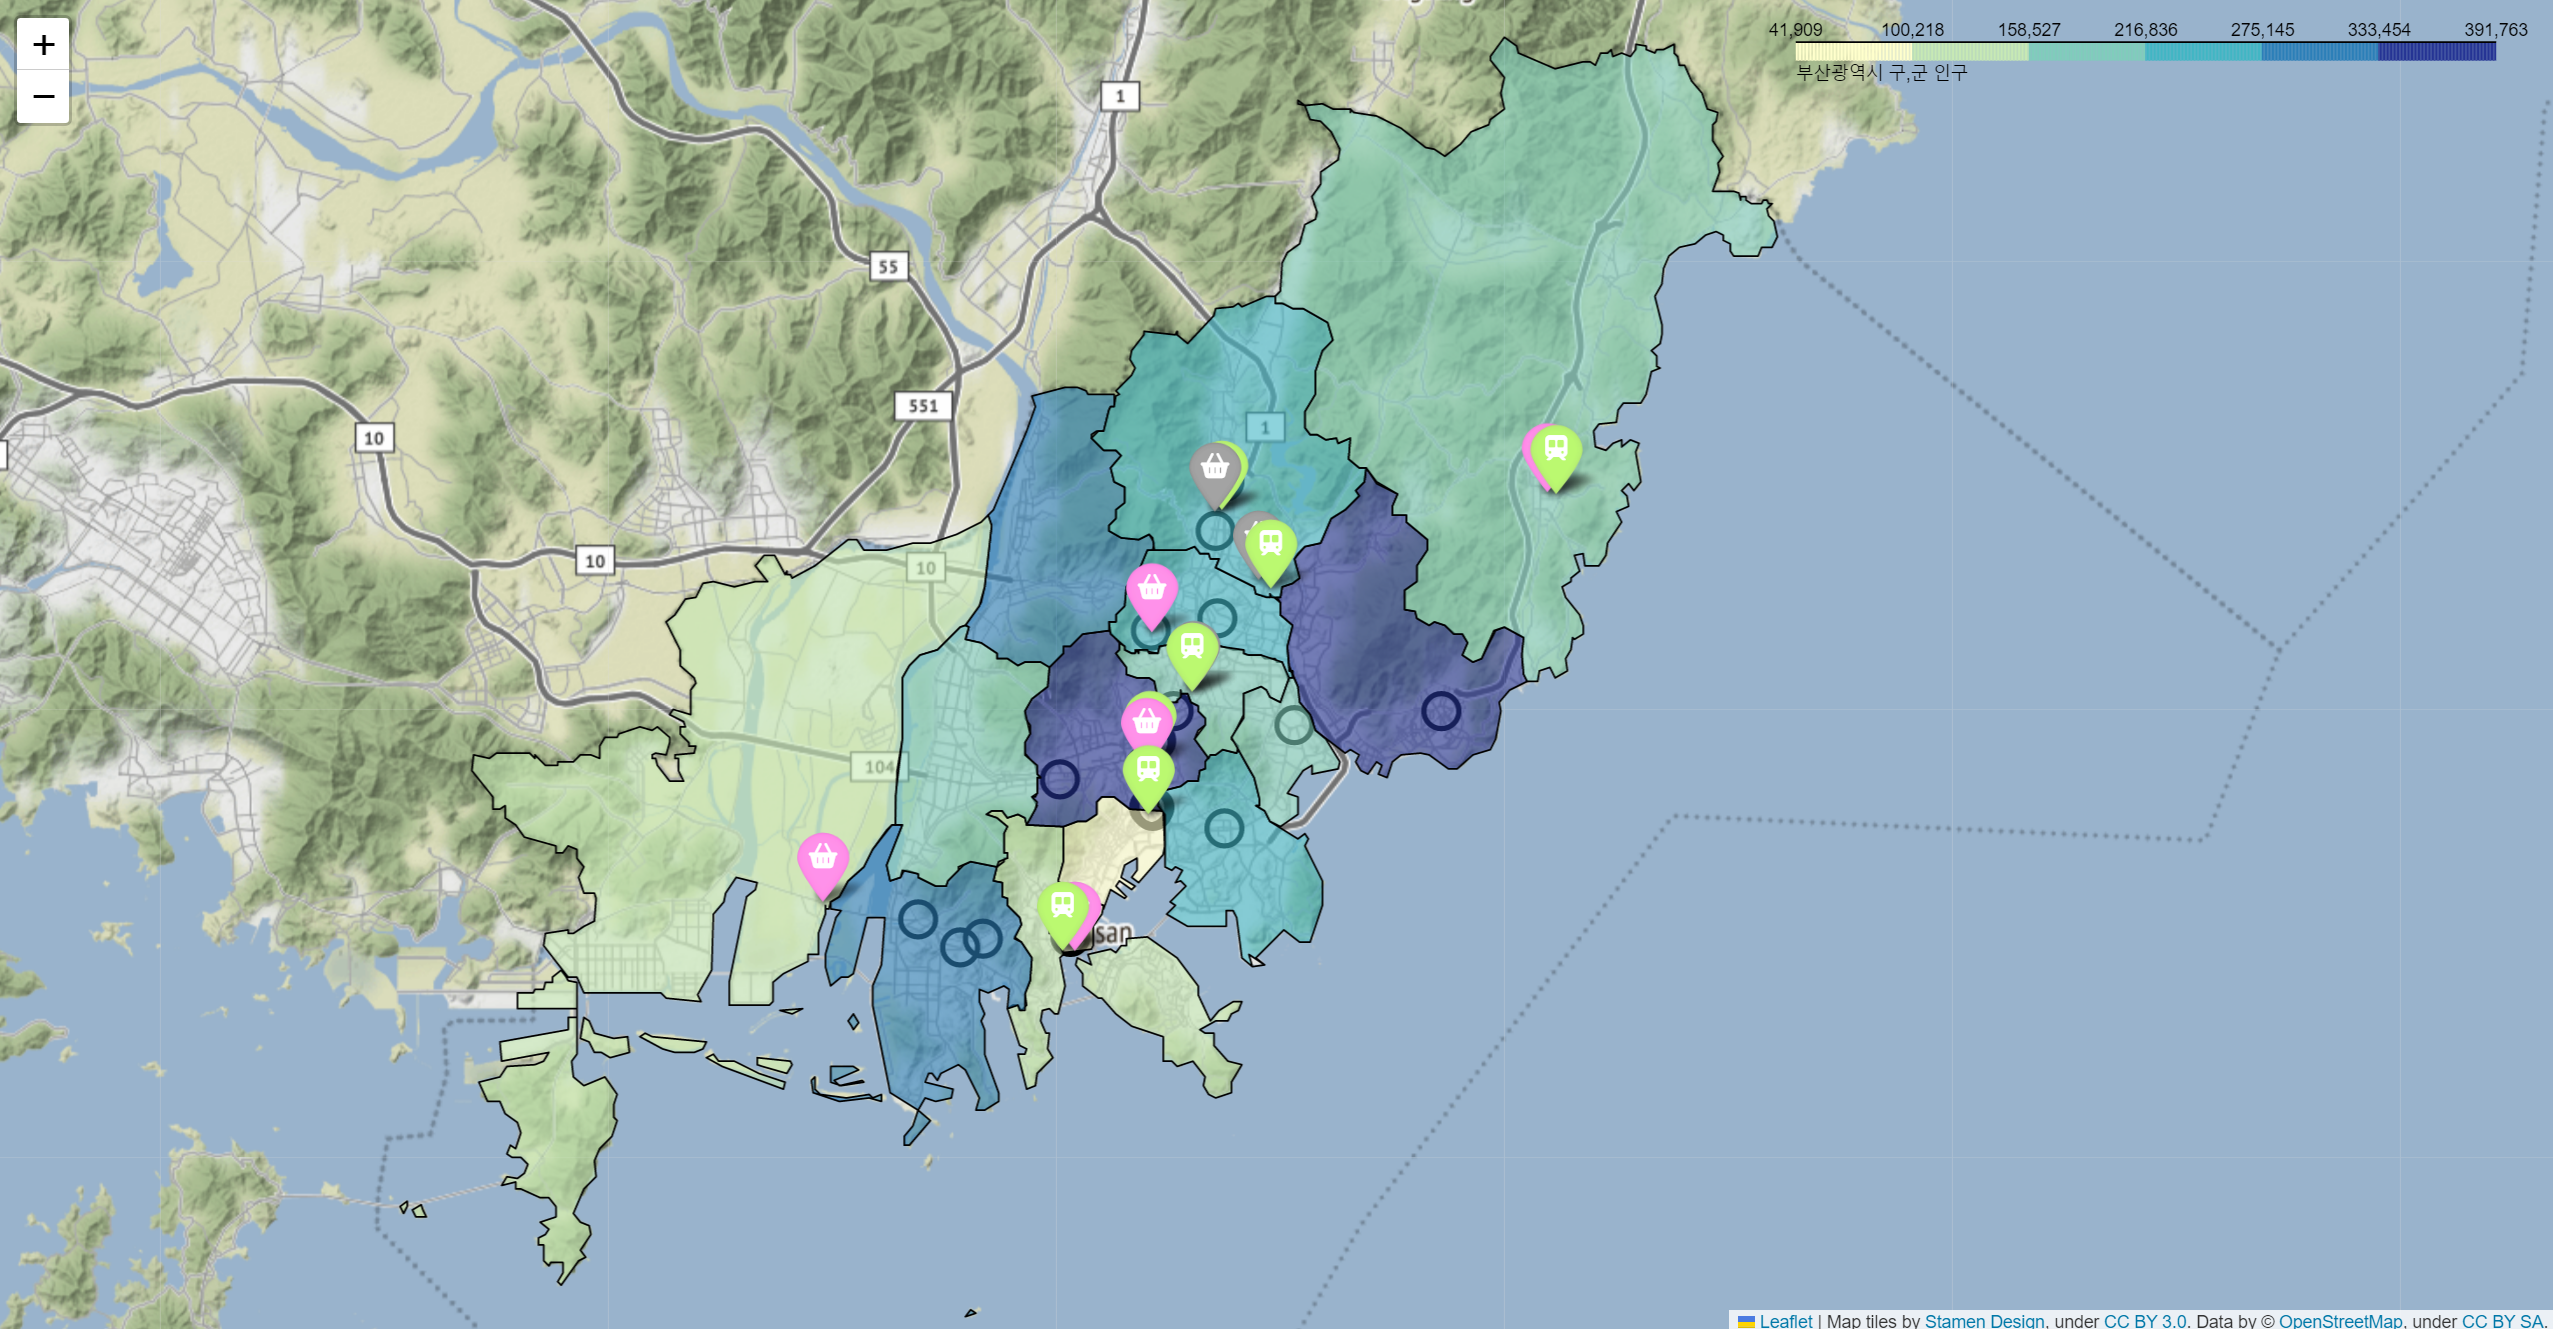 +
−
41,909 100,218 158,527 216,836 275,145 333,454 391,763
부산광역시 구,군 인구
1
55
551
1
10
10
10
104
san
Leaflet | Map tiles by Stamen Design, under CC BY 3.0. Data by © OpenStreetMap, under CC BY SA.